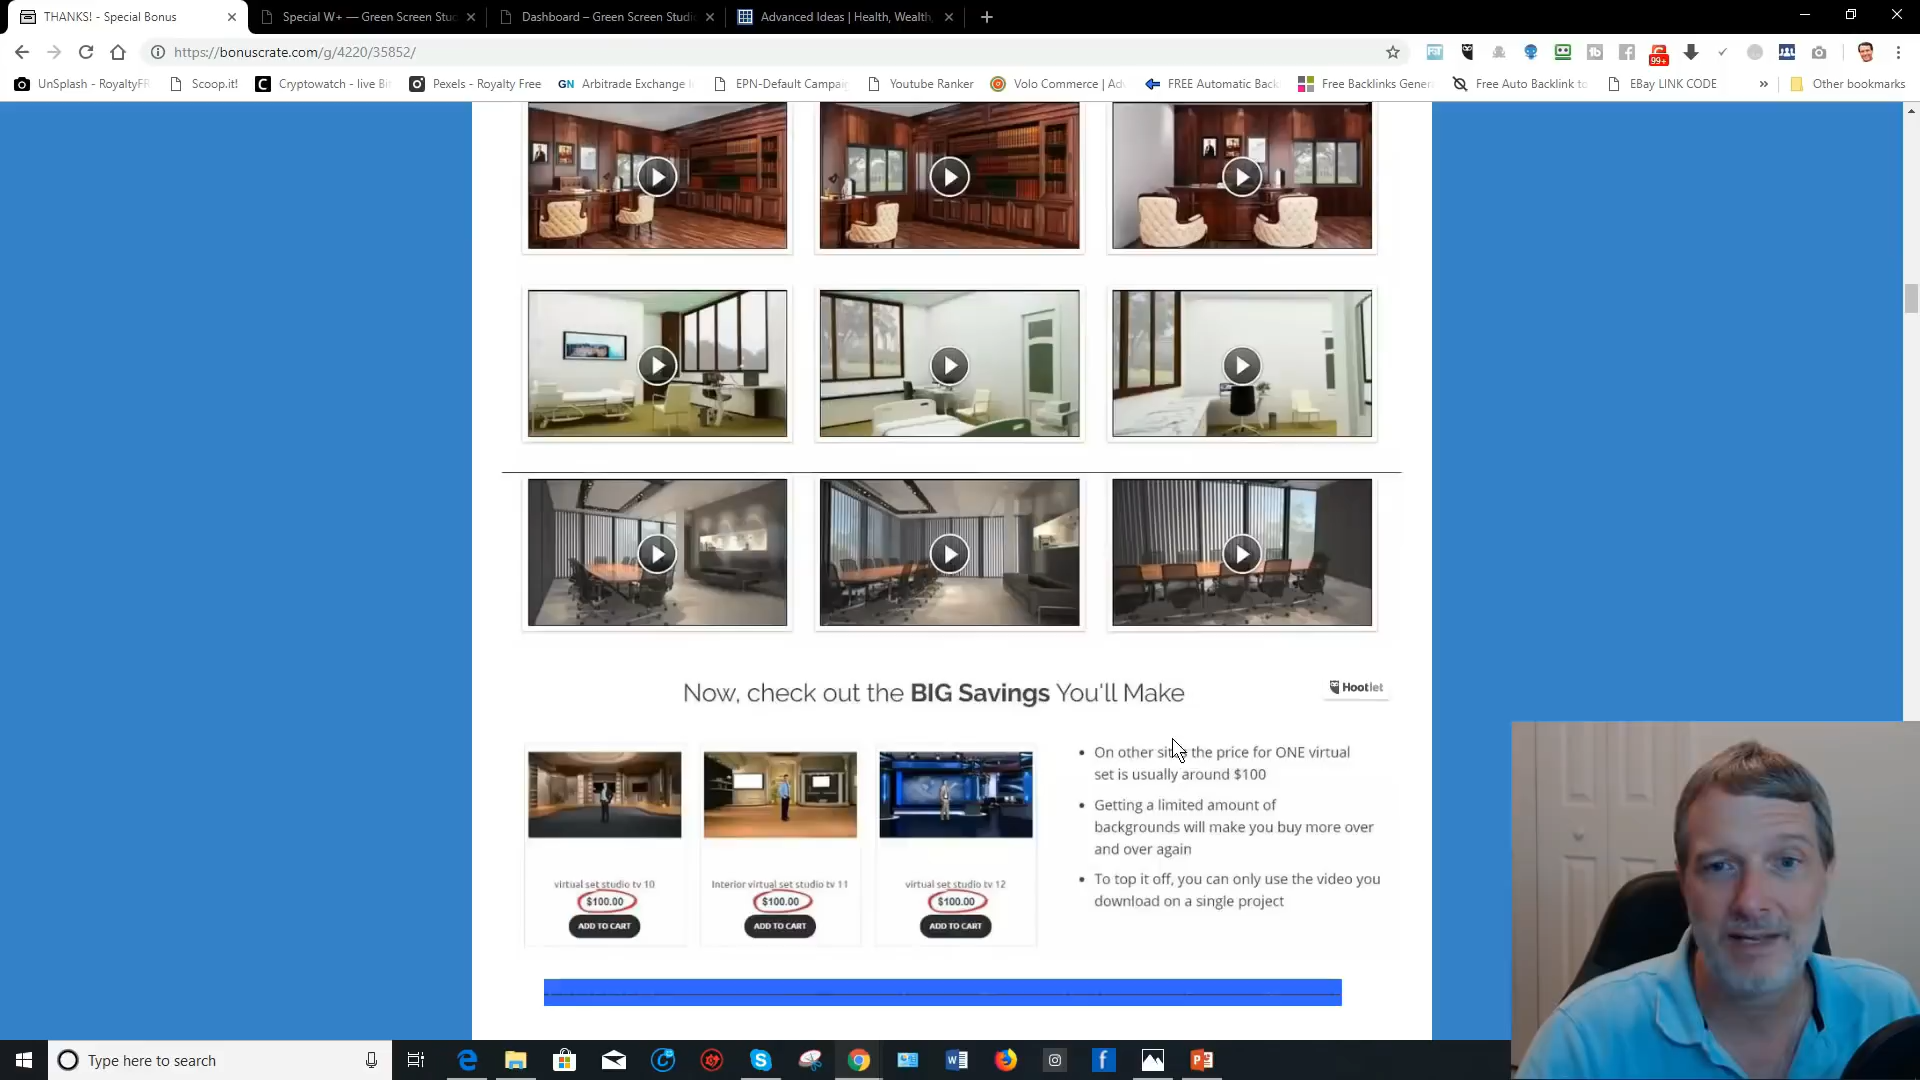 THANKS! - Special Bonus
Special W+ — Green Screen Stud
Dashboard – Green Screen Studi
Advanced Ideas | Health, Wealth,
https://bonuscrate.com/g/4220/35852/
99+
UnSplash - RoyaltyFR
Scoop.it!
Cryptowatch - live Bi
Pexels - Royalty Free
GN Arbitrade Exchange
EPN-Default Campai
Youtube Ranker
Volo Commerce | Ad
FREE Automatic Back
Free Backlinks Gener
Free Auto Backlink to
EBay LINK CODE
» Other bookmarks
Now, check out the BIG Savings You'll Make
Hootlet
• On other sites the price for ONE virtual
set is usually around $100
• Getting a limited amount of
backgrounds will make you buy more over
and over again
• To top it off, you can only use the video you
download on a single project
virtual set studio tv 10
$100.00
ADD TO CART
Interior virtual set studio tv 11
$100.00
ADD TO CART
virtual set studio tv 12
$100.00
ADD TO CART
Type here to search